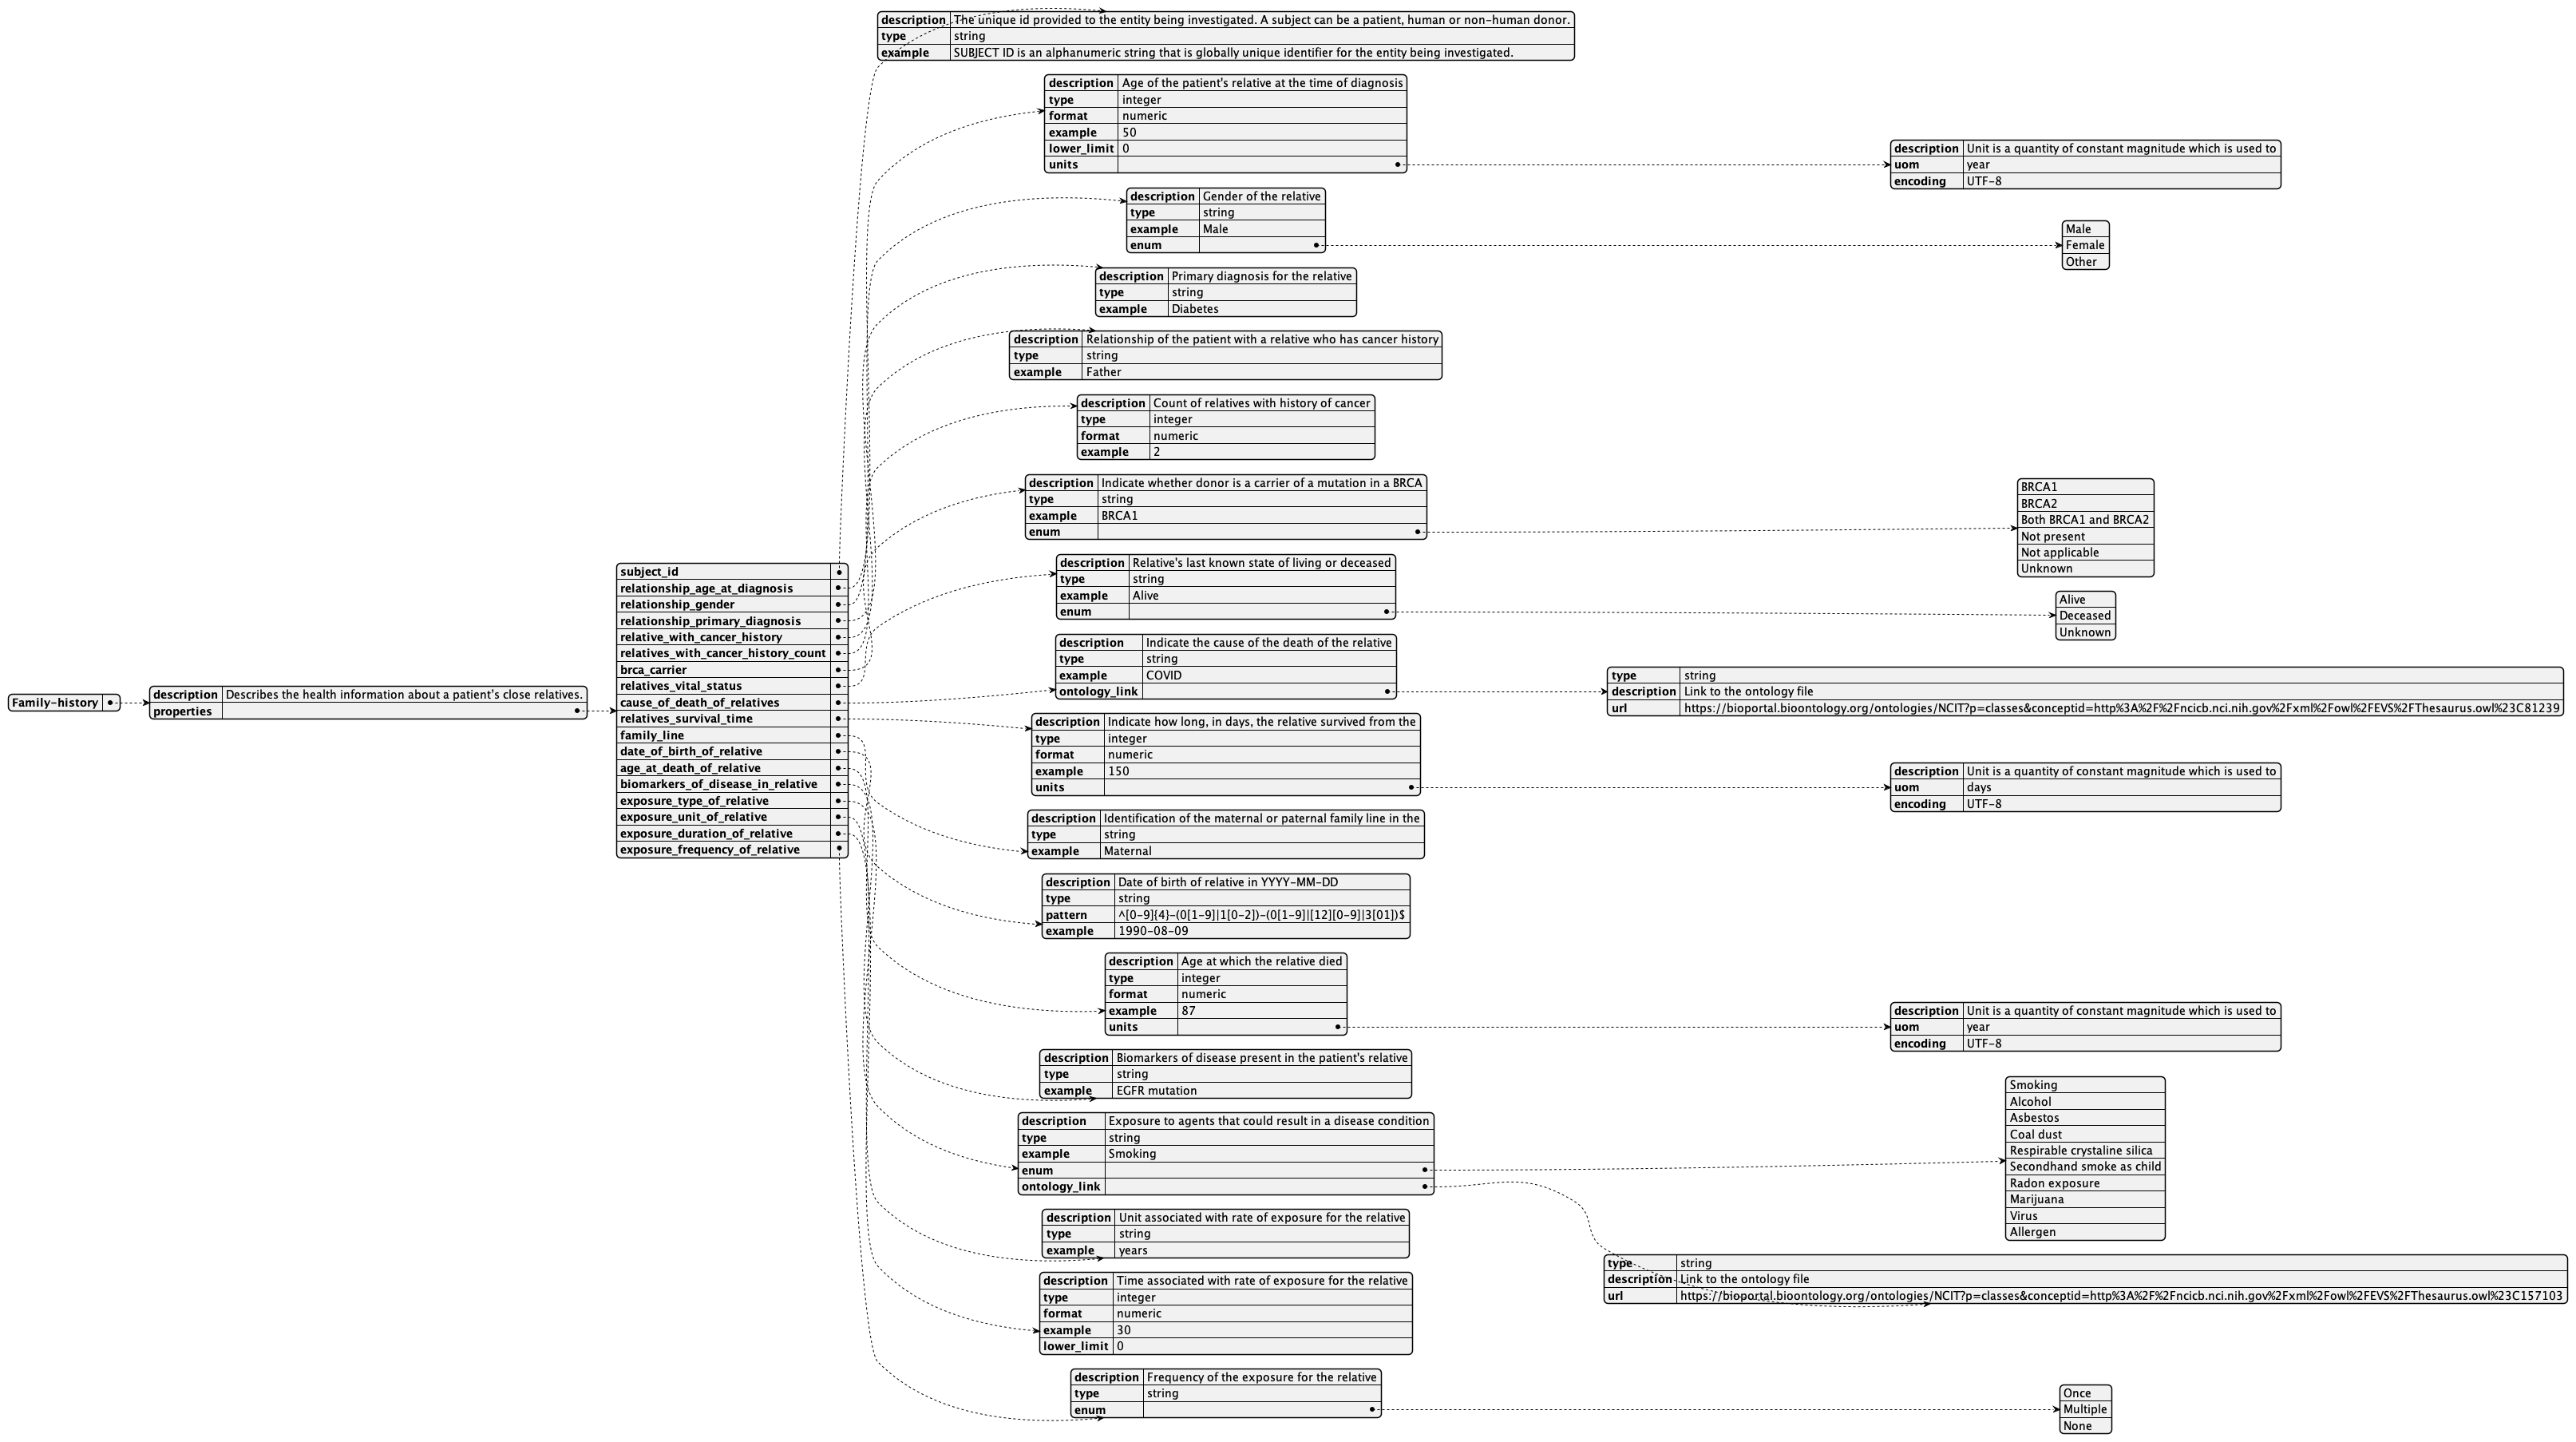 Family-history
description Describes the health information about a patient's close relatives.
properties
subject_id
relationship_age_at_diagnosis
relationship_gender
relationship_primary_diagnosis
relative_with_cancer_history
relatives_with_cancer_history_count
brca_carrier
relatives_vital_status
cause_of_death_of_relatives
relatives_survival_time
family_line
date_of_birth_of_relative
age_at_death_of_relative
biomarkers_of_disease_in_relative
exposure_type_of_relative
exposure_unit_of_relative
exposure_duration_of_relative
exposure_frequency_of_relative
description The unique id provided to the entity being investigated. A subject can be a patient, human or non-human donor.
type string
example SUBJECT ID is an alphanumeric string that is globally unique identifier for the entity being investigated.
description Age of the patient's relative at the time of diagnosis
type integer
format numeric
example 50
lower_limit 0
units
description Unit is a quantity of constant magnitude which is used to
uom year
encoding UTF-8
description Gender of the relative
type string
example Male
enum
Male
Female
Other
description Primary diagnosis for the relative
type string
example Diabetes
description Relationship of the patient with a relative who has cancer history
type string
example Father
description Count of relatives with history of cancer
type integer
format numeric
example 2
description Indicate whether donor is a carrier of a mutation in a BRCA
type string
example BRCA1
enum
BRCA1
BRCA2
Both BRCA1 and BRCA2
Not present
Not applicable
Unknown
description Relative's last known state of living or deceased
type string
example Alive
enum
Alive
Deceased
Unknown
description Indicate the cause of the death of the relative
type string
example COVID
ontology_link
type string
description Link to the ontology file
url https://bioportal.bioontology.org/ontologies/NCIT?p=classes&conceptid=http%3A%2F%2Fncicb.nci.nih.gov%2Fxml%2Fowl%2FEVS%2FThesaurus.owl%23C81239
description Indicate how long, in days, the relative survived from the
type integer
format numeric
example 150
units
description Unit is a quantity of constant magnitude which is used to
uom days
encoding UTF-8
description Identification of the maternal or paternal family line in the
type string
example Maternal
description Date of birth of relative in YYYY-MM-DD
type string
pattern ^[0-9]{4}-(0[1-9]|1[0-2])-(0[1-9]|[12][0-9]|3[01])$
example 1990-08-09
description Age at which the relative died
type integer
format numeric
example 87
units
description Unit is a quantity of constant magnitude which is used to
uom year
encoding UTF-8
description Biomarkers of disease present in the patient's relative
type string
example EGFR mutation
description Exposure to agents that could result in a disease condition
type string
example Smoking
enum
ontology_link
Smoking
Alcohol
Asbestos
Coal dust
Respirable crystaline silica
Secondhand smoke as child
Radon exposure
Marijuana
Virus
Allergen
type string
description Link to the ontology file
url https://bioportal.bioontology.org/ontologies/NCIT?p=classes&conceptid=http%3A%2F%2Fncicb.nci.nih.gov%2Fxml%2Fowl%2FEVS%2FThesaurus.owl%23C157103
description Unit associated with rate of exposure for the relative
type string
example years
description Time associated with rate of exposure for the relative
type integer
format numeric
example 30
lower_limit 0
description Frequency of the exposure for the relative
type string
enum
Once
Multiple
None